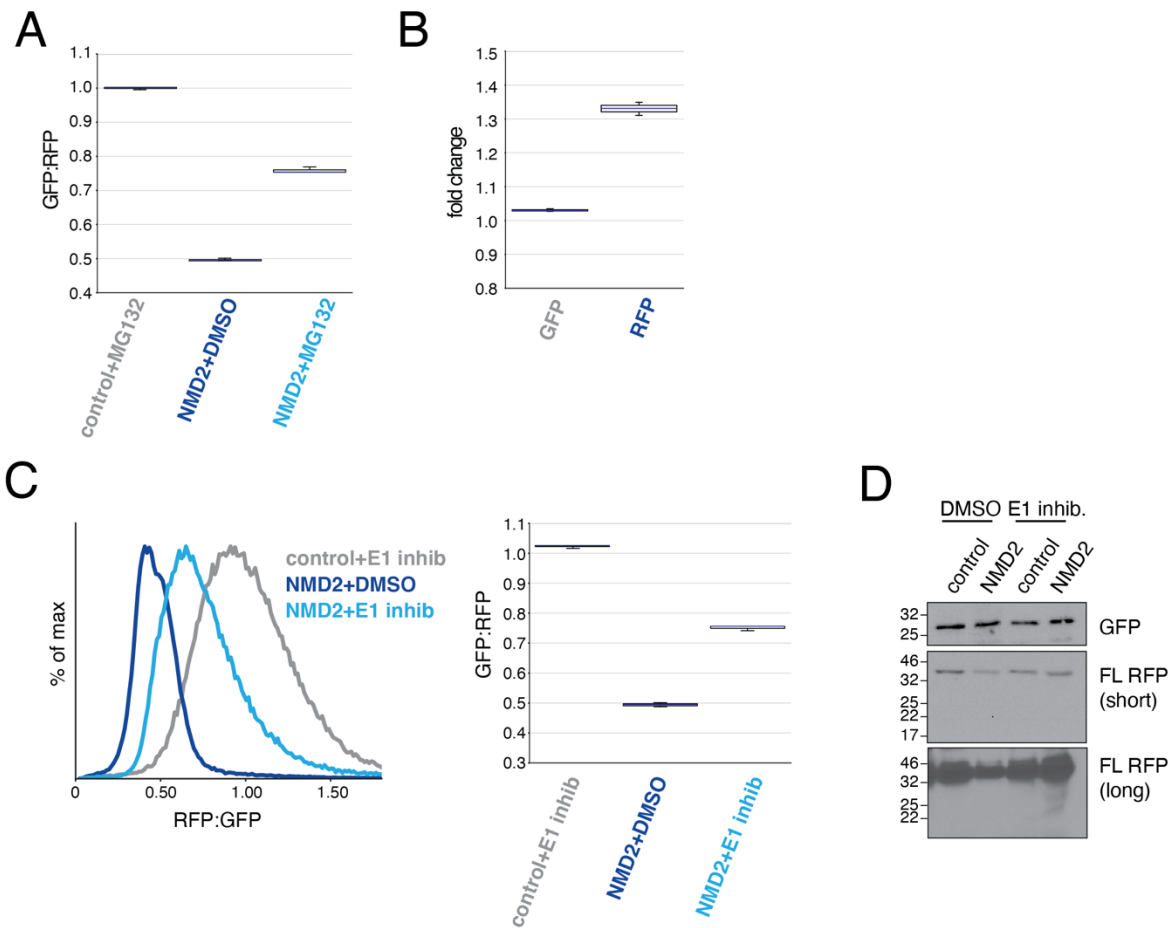 A
1.1
1.0
0.9
0.8
0.7
0.6
0.5
0.4
GFP:RFP
control+MG132
NMD2+DMSO
NMD2+MG132
B
1.5
1.4
1.3
1.2
1.1
1.0
0.9
0.8
fold change
GFP
RFP
C
% of max
control+E1 inhib
NMD2+DMSO
NMD2+E1 inhib
0
0.50
1.00
1.50
RFP:GFP
1.1
1.0
0.9
0.8
0.7
0.6
0.5
0.4
0.3
GFP:RFP
control+E1 inhib
NMD2+DMSO
NMD2+E1 inhib
D
DMSO E1 inhib.
control
NMD2
control
NMD2
32
25
GFP
46
32
25
22
17
FL RFP
(short)
46
32
25
22
FL RFP
(long)